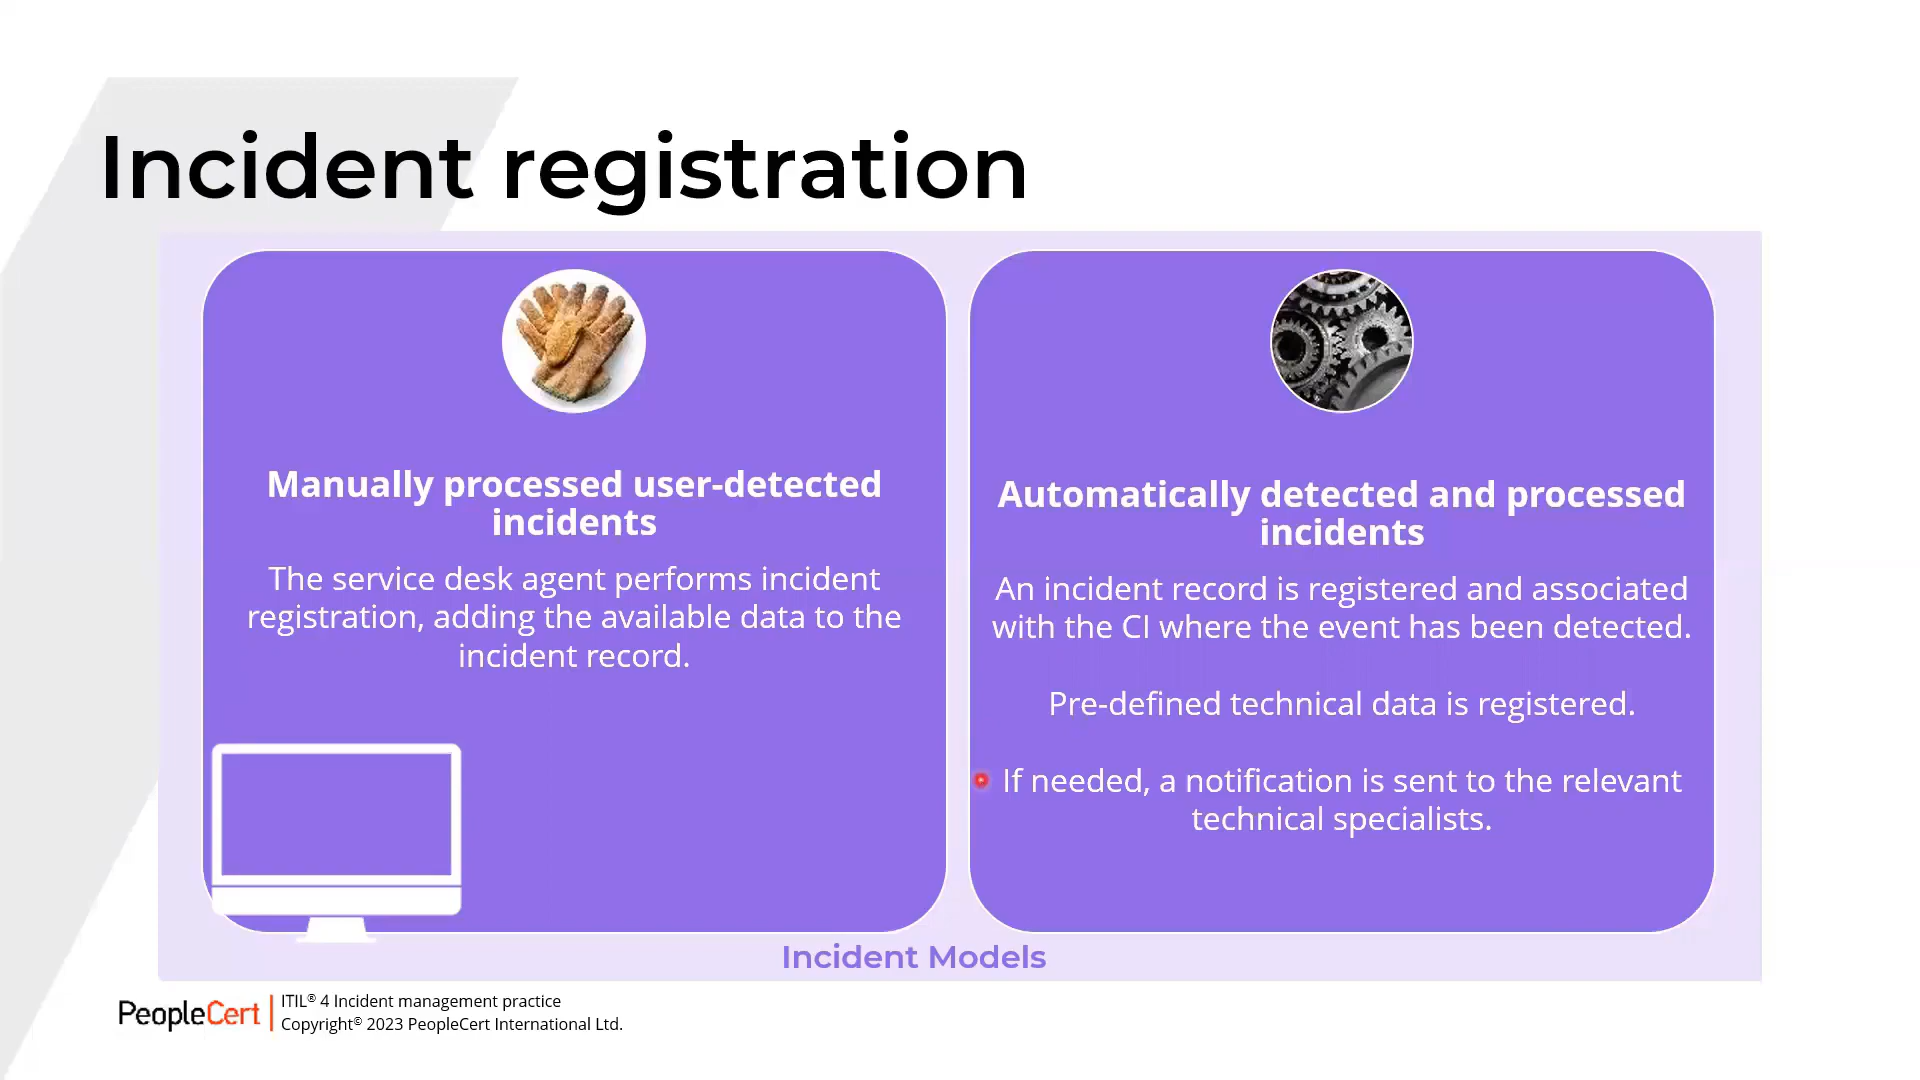 Incident registration
Manually processed user-detected
incidents
The service desk agent performs incident
registration, adding the available data to the
incident record.
Automatically detected and processed
incidents
An incident record is registered and associated
with the CI where the event has been detected.
Pre-defined technical data is registered.
If needed, a notification is sent to the relevant
technical specialists.
Incident Models
PeopleCert
ITIL® 4 Incident management practice
Copyright© 2023 PeopleCert International Ltd.